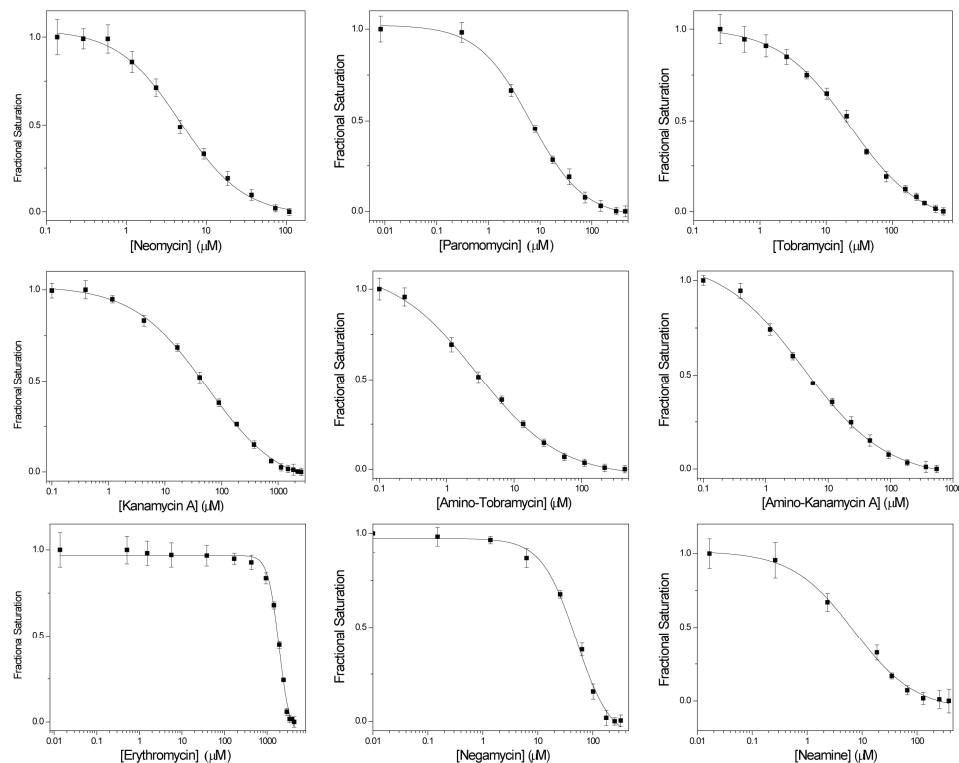 1.0
0.5
0.0
Fractional Saturation
0.1 1 10 100
[Neomycin] (μM)
1.0
0.5
0.0
Fractional Saturation
0.01 0.1 1 10 100
[Paromomycin] (μM)
1.0
0.5
0.0
Fractional Saturation
0.1 1 10 100
[Tobramycin] (μM)
1.0
0.5
0.0
Fractional Saturation
0.1 1 10 100 1000
[Kanamycin A] (μM)
1.0
0.5
0.0
Fractional Saturation
0.1 1 10 100
[Amino-Tobramycin] (μM)
1.0
0.5
0.0
Fractional Saturation
0.1 1 10 100 1000
[Amino-Kanamycin A] (μM)
1.0
0.5
0.0
Fractional Saturation
0.01 0.1 1 10 100 1000
[Erythromycin] (μM)
1.0
0.5
0.0
Fractional Saturation
0.01 0.1 1 10 100
[Negamycin] (μM)
1.0
0.5
0.0
Fractional Saturation
0.01 0.1 1 10 100
[Neamine] (μM)